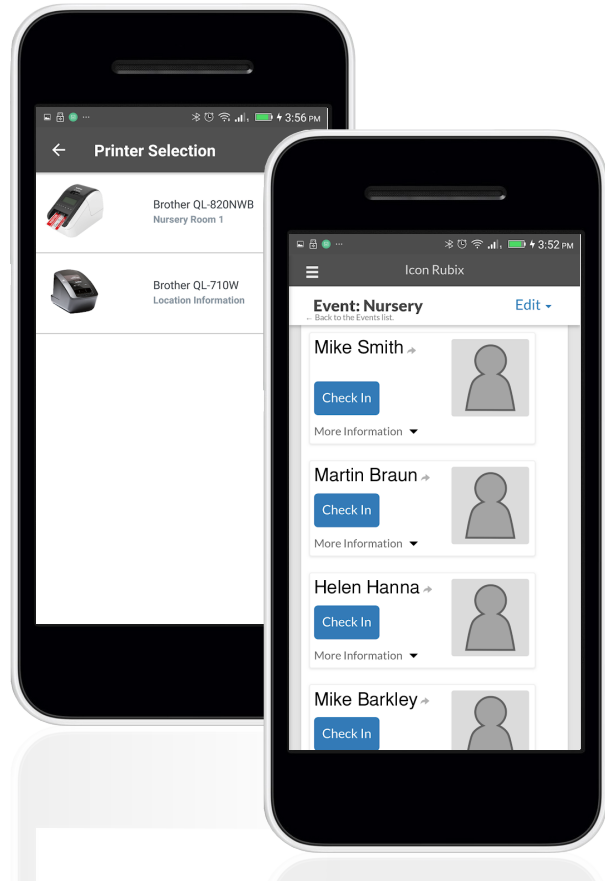 3:56 PM
Printer Selection
Brother QL-820NWB
Nursery Room 1
Brother QL-710W
Location Information
3:52 PM
Icon Rubix
Event: Nursery
Edit
← Back to the Events list.
Mike Smith
Check In
More Information
Martin Braun
Check In
More Information
Helen Hanna
Check In
More Information
Mike Barkley
Check In